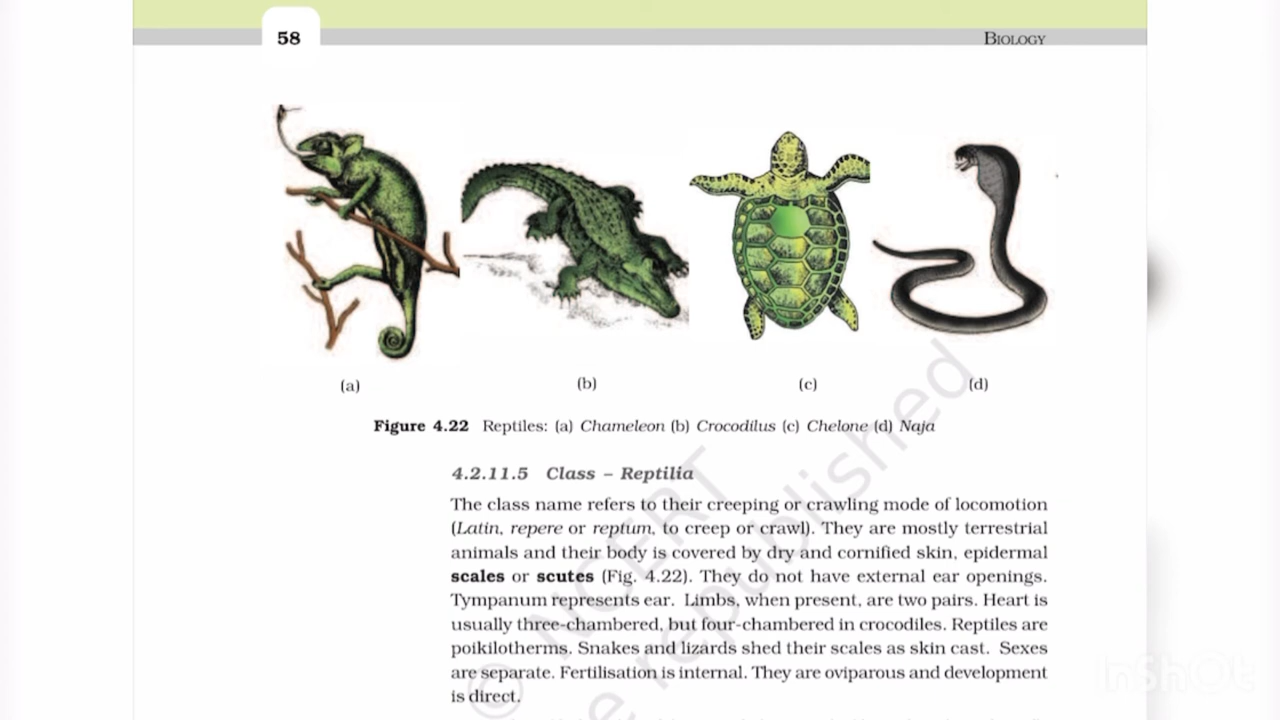 58
BIOLOGY
(a)
(b)
(c)
(d)
Figure 4.22 Reptiles: (a) Chameleon (b) Crocodilus (c) Chelone (d) Naja
4.2.11.5 Class – Reptilia
The class name refers to their creeping or crawling mode of locomotion
(Latin, repere or reptum, to creep or crawl). They are mostly terrestrial
animals and their body is covered by dry and cornified skin, epidermal
scales or scutes (Fig. 4.22). They do not have external ear openings.
Tympanum represents ear. Limbs, when present, are two pairs. Heart is
usually three-chambered, but four-chambered in crocodiles. Reptiles are
poikilotherms. Snakes and lizards shed their scales as skin cast. Sexes
are separate. Fertilisation is internal. They are oviparous and development
is direct.
© NCERT
e republished
InShOt